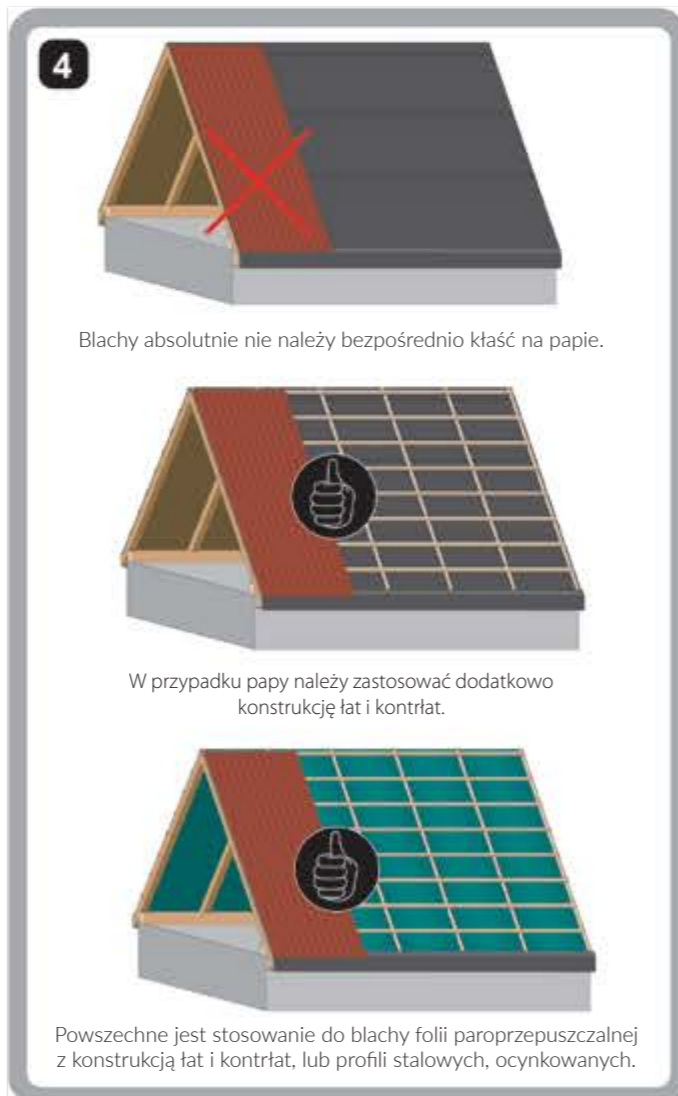 4
Blachy absolutnie nie należy bezpośrednio kłaść na papie.
W przypadku papy należy zastosować dodatkowo
konstrukcję łat i kontrłat.
Powszechne jest stosowanie do blachy folii paroprzepuszczalnej
z konstrukcją łat i kontrłat, lub profili stalowych, ocynkowanych.